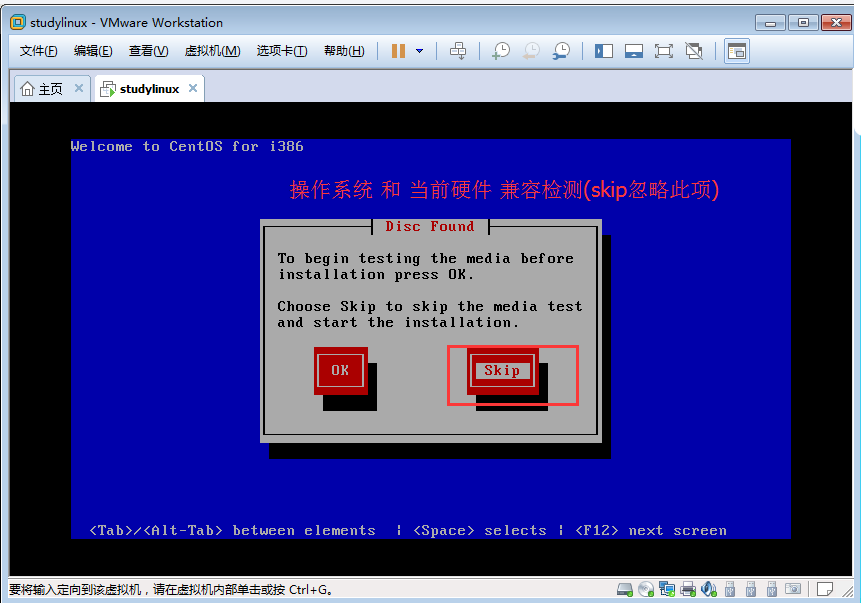 studylinux - VMware Workstation
文件(F) 编辑(E) 查看(V) 虚拟机(M) 选项卡(T) 帮助(H)
主页 studylinux
Welcome to CentOS for i386
操作系统 和 当前硬件 兼容检测(skip忽略此项)
Disc Found
To begin testing the media before
installation press OK.
Choose Skip to skip the media test
and start the installation.
OK Skip
<Tab>/<Alt-Tab> between elements | <Space> selects | <F12> next screen
要将输入定向到该虚拟机，请在虚拟机内部单击或按 Ctrl+G。